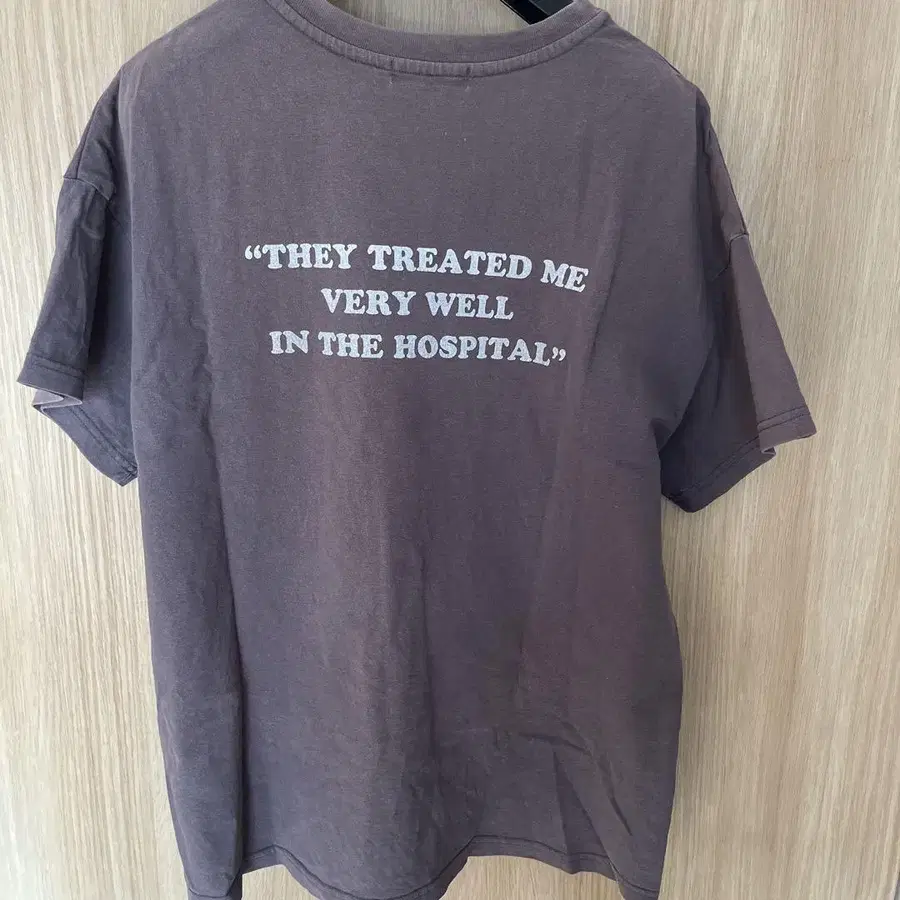 “THEY TREATED ME
VERY WELL
IN THE HOSPITAL”